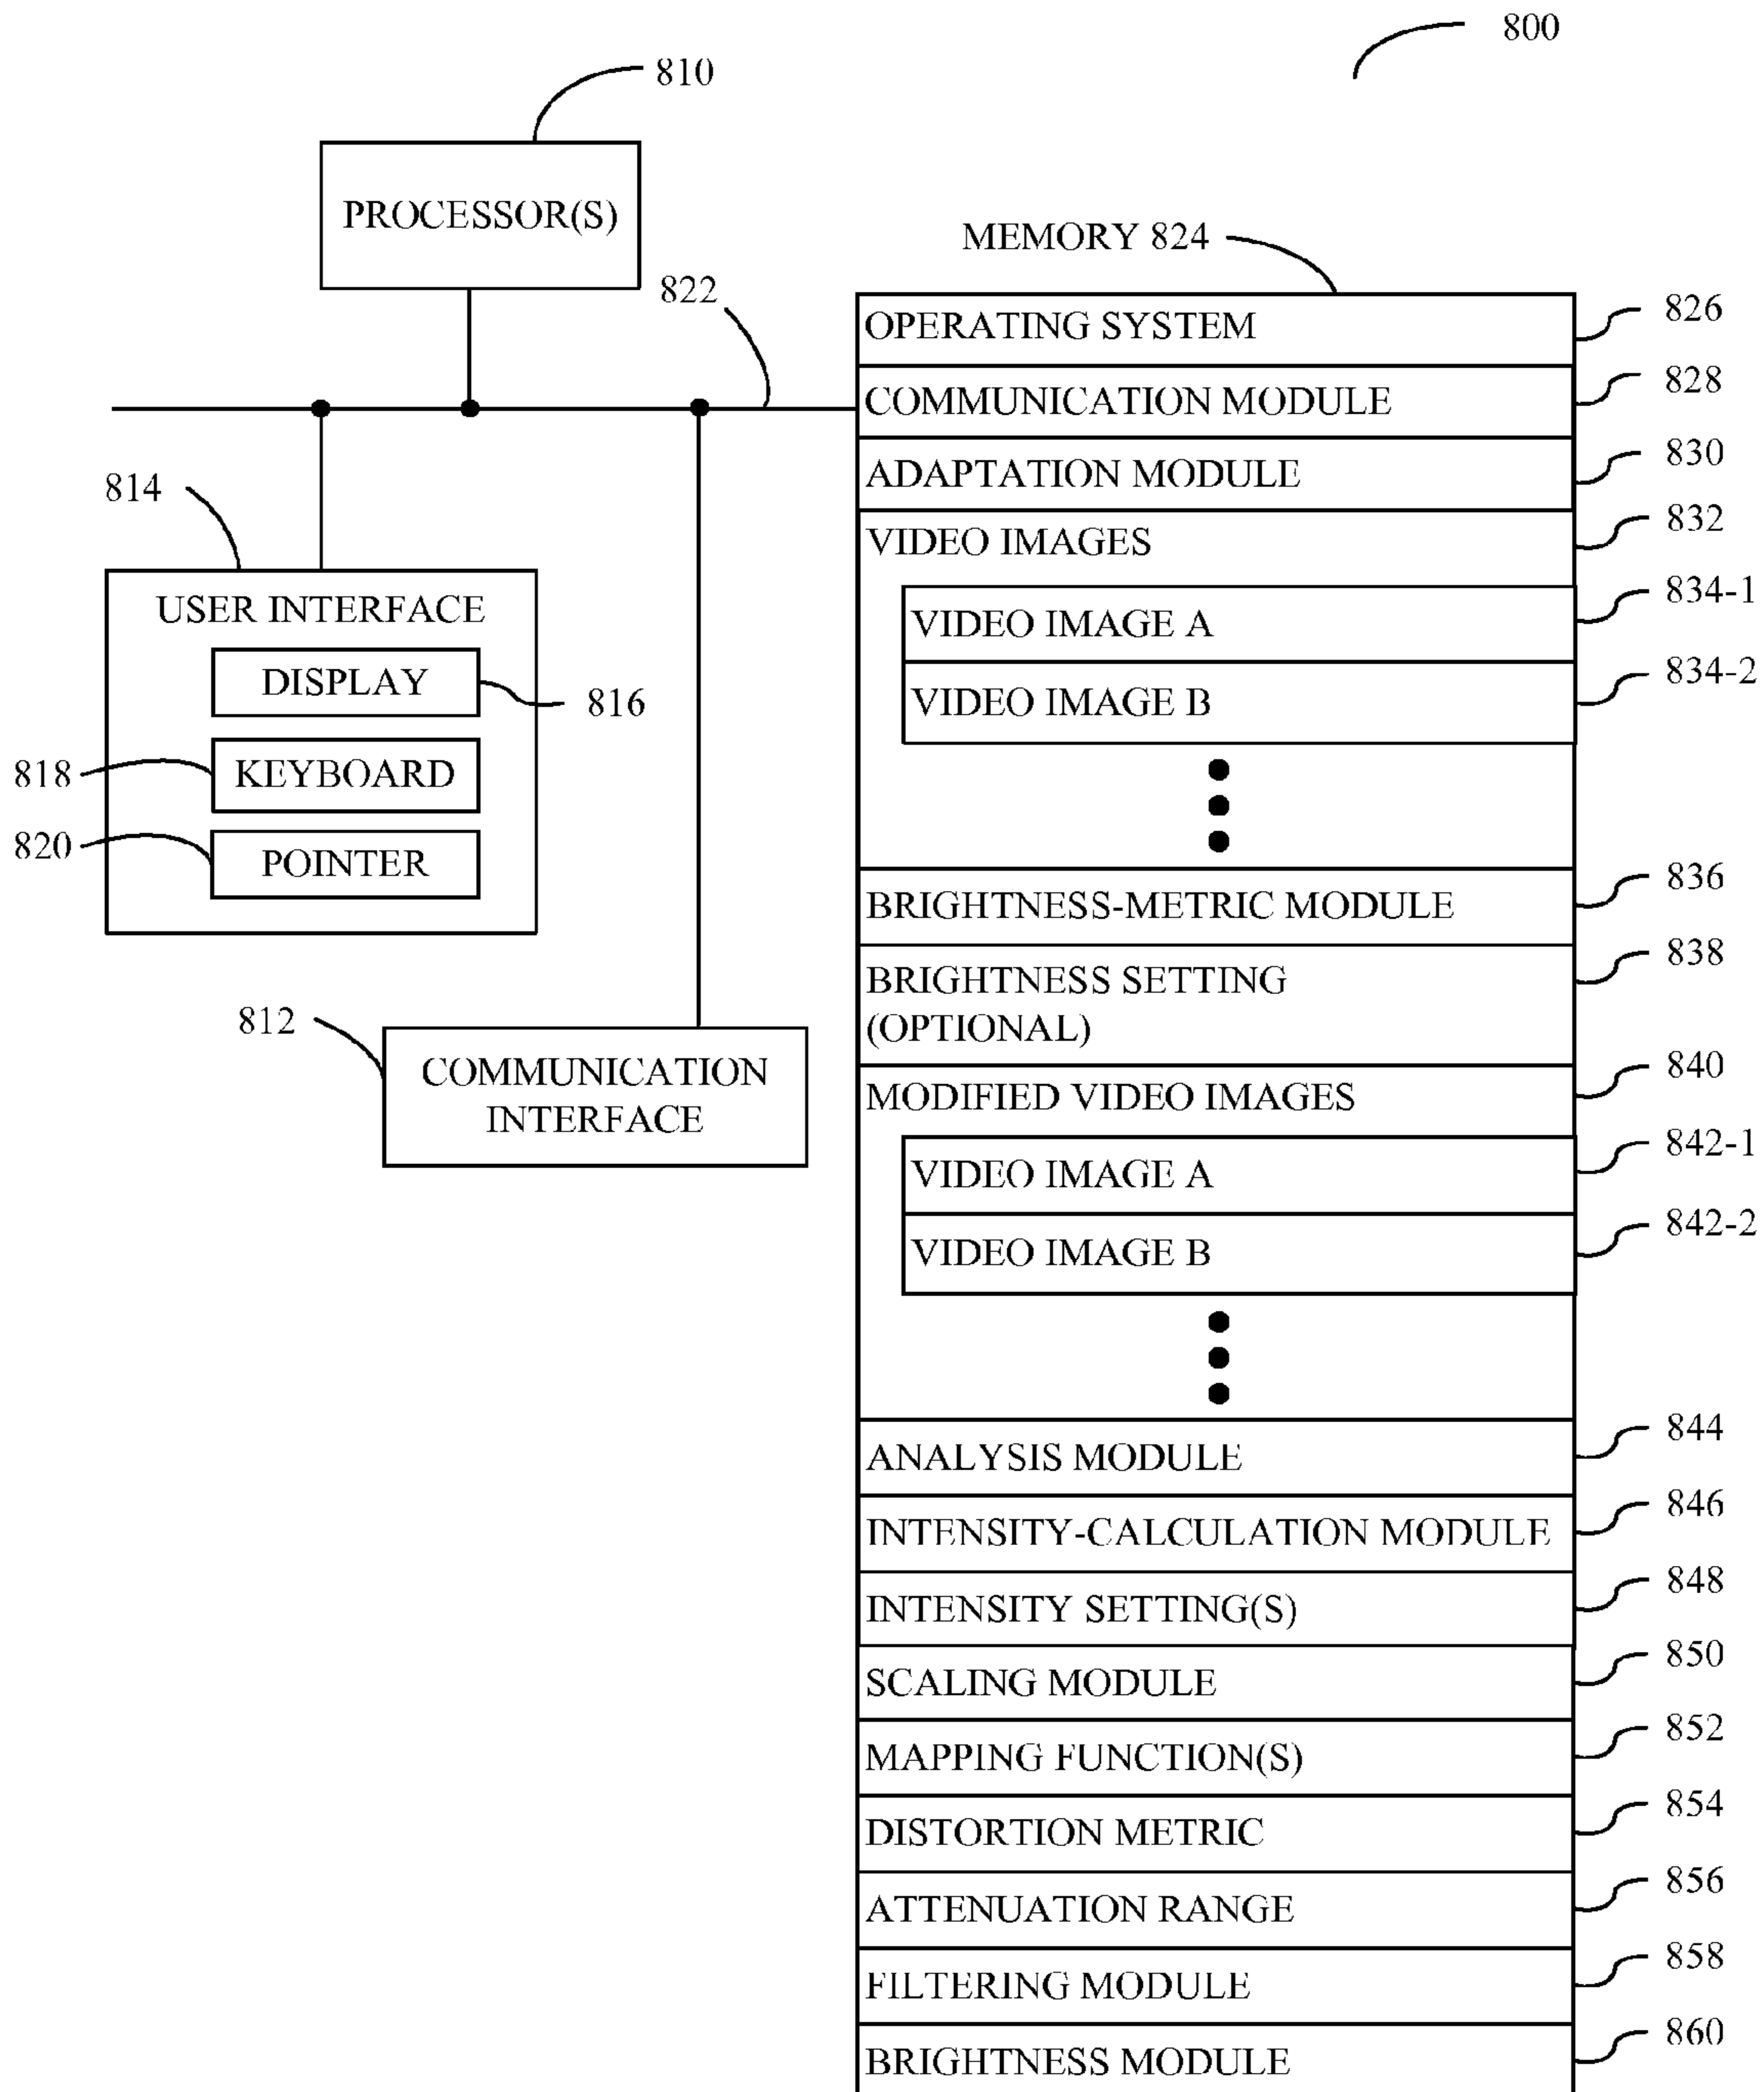 800
810
PROCESSOR(S)
MEMORY 824
822
OPERATING SYSTEM
826
COMMUNICATION MODULE
828
ADAPTATION MODULE
830
VIDEO IMAGES
832
VIDEO IMAGE A
834-1
VIDEO IMAGE B
834-2
814
USER INTERFACE
DISPLAY
816
818
KEYBOARD
820
POINTER
BRIGHTNESS-METRIC MODULE
836
BRIGHTNESS SETTING
(OPTIONAL)
838
812
COMMUNICATION
INTERFACE
MODIFIED VIDEO IMAGES
840
VIDEO IMAGE A
842-1
VIDEO IMAGE B
842-2
ANALYSIS MODULE
844
INTENSITY-CALCULATION MODULE
846
INTENSITY SETTING(S)
848
SCALING MODULE
850
MAPPING FUNCTION(S)
852
DISTORTION METRIC
854
ATTENUATION RANGE
856
FILTERING MODULE
858
BRIGHTNESS MODULE
860